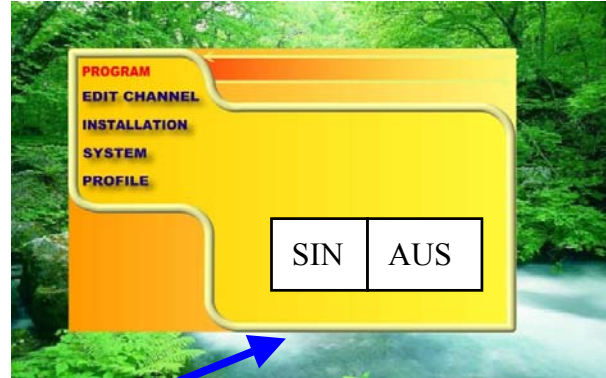 PROGRAM
EDIT CHANNEL
INSTALLATION
SYSTEM
PROFILE
SIN AUS